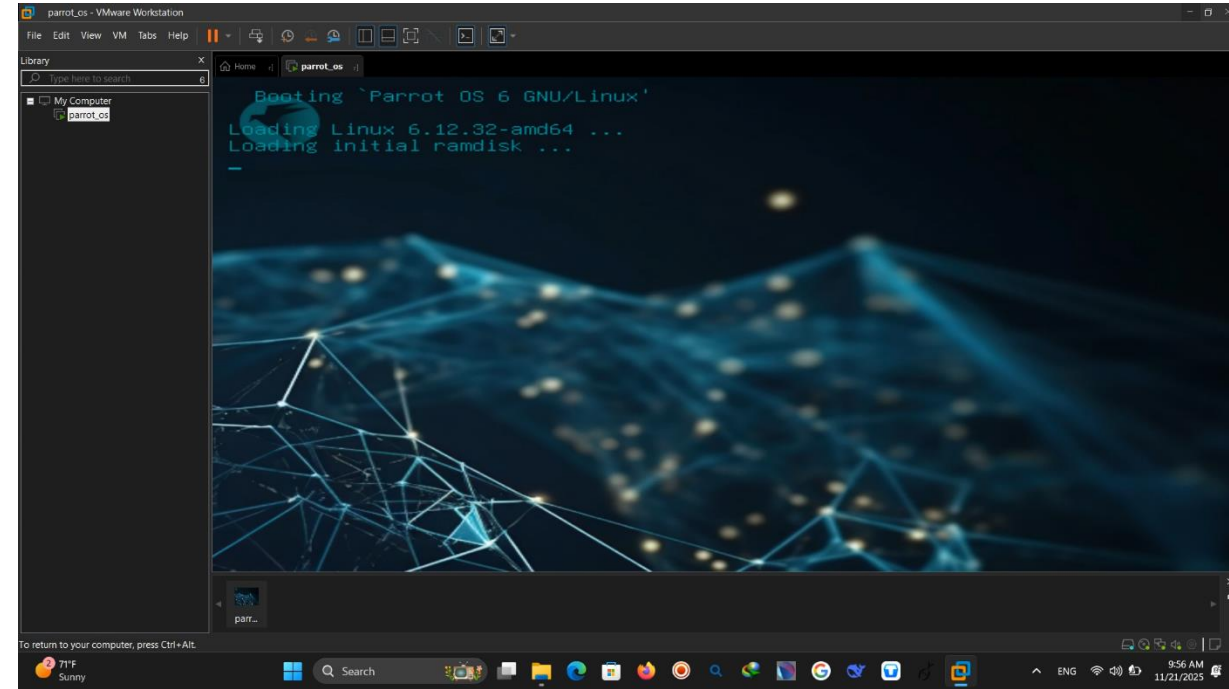 parrot_os - VMware Workstation
File Edit View VM Tabs Help
Library X
Type here to search
My Computer
parrot_os
Home
parrot_os
Booting `Parrot OS 6 GNU/Linux'
Loading Linux 6.12.32-amd64 ...
Loading initial ramdisk ...
parr...
To return to your computer, press Ctrl+Alt.
2
71°F
Sunny
Search
ENG
9:56 AM
11/21/2025